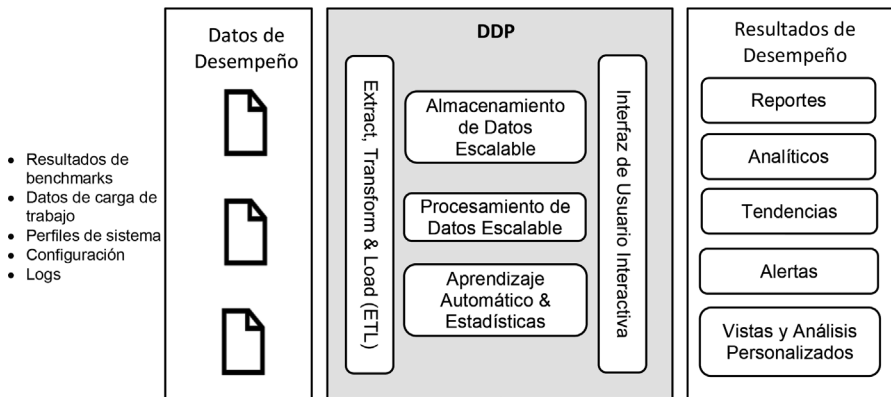 • Resultados de
benchmarks
• Datos de carga de
trabajo
• Perfiles de sistema
• Configuración
• Logs
Datos de
Desempeño
DDP
Extract, Transform & Load (ETL)
Almacenamiento
de Datos
Escalable
Procesamiento de
Datos Escalable
Aprendizaje
Automático &
Estadísticas
Interfaz de Usuario Interactiva
Resultados de
Desempeño
Reportes
Analíticos
Tendencias
Alertas
Vistas y Análisis
Personalizados